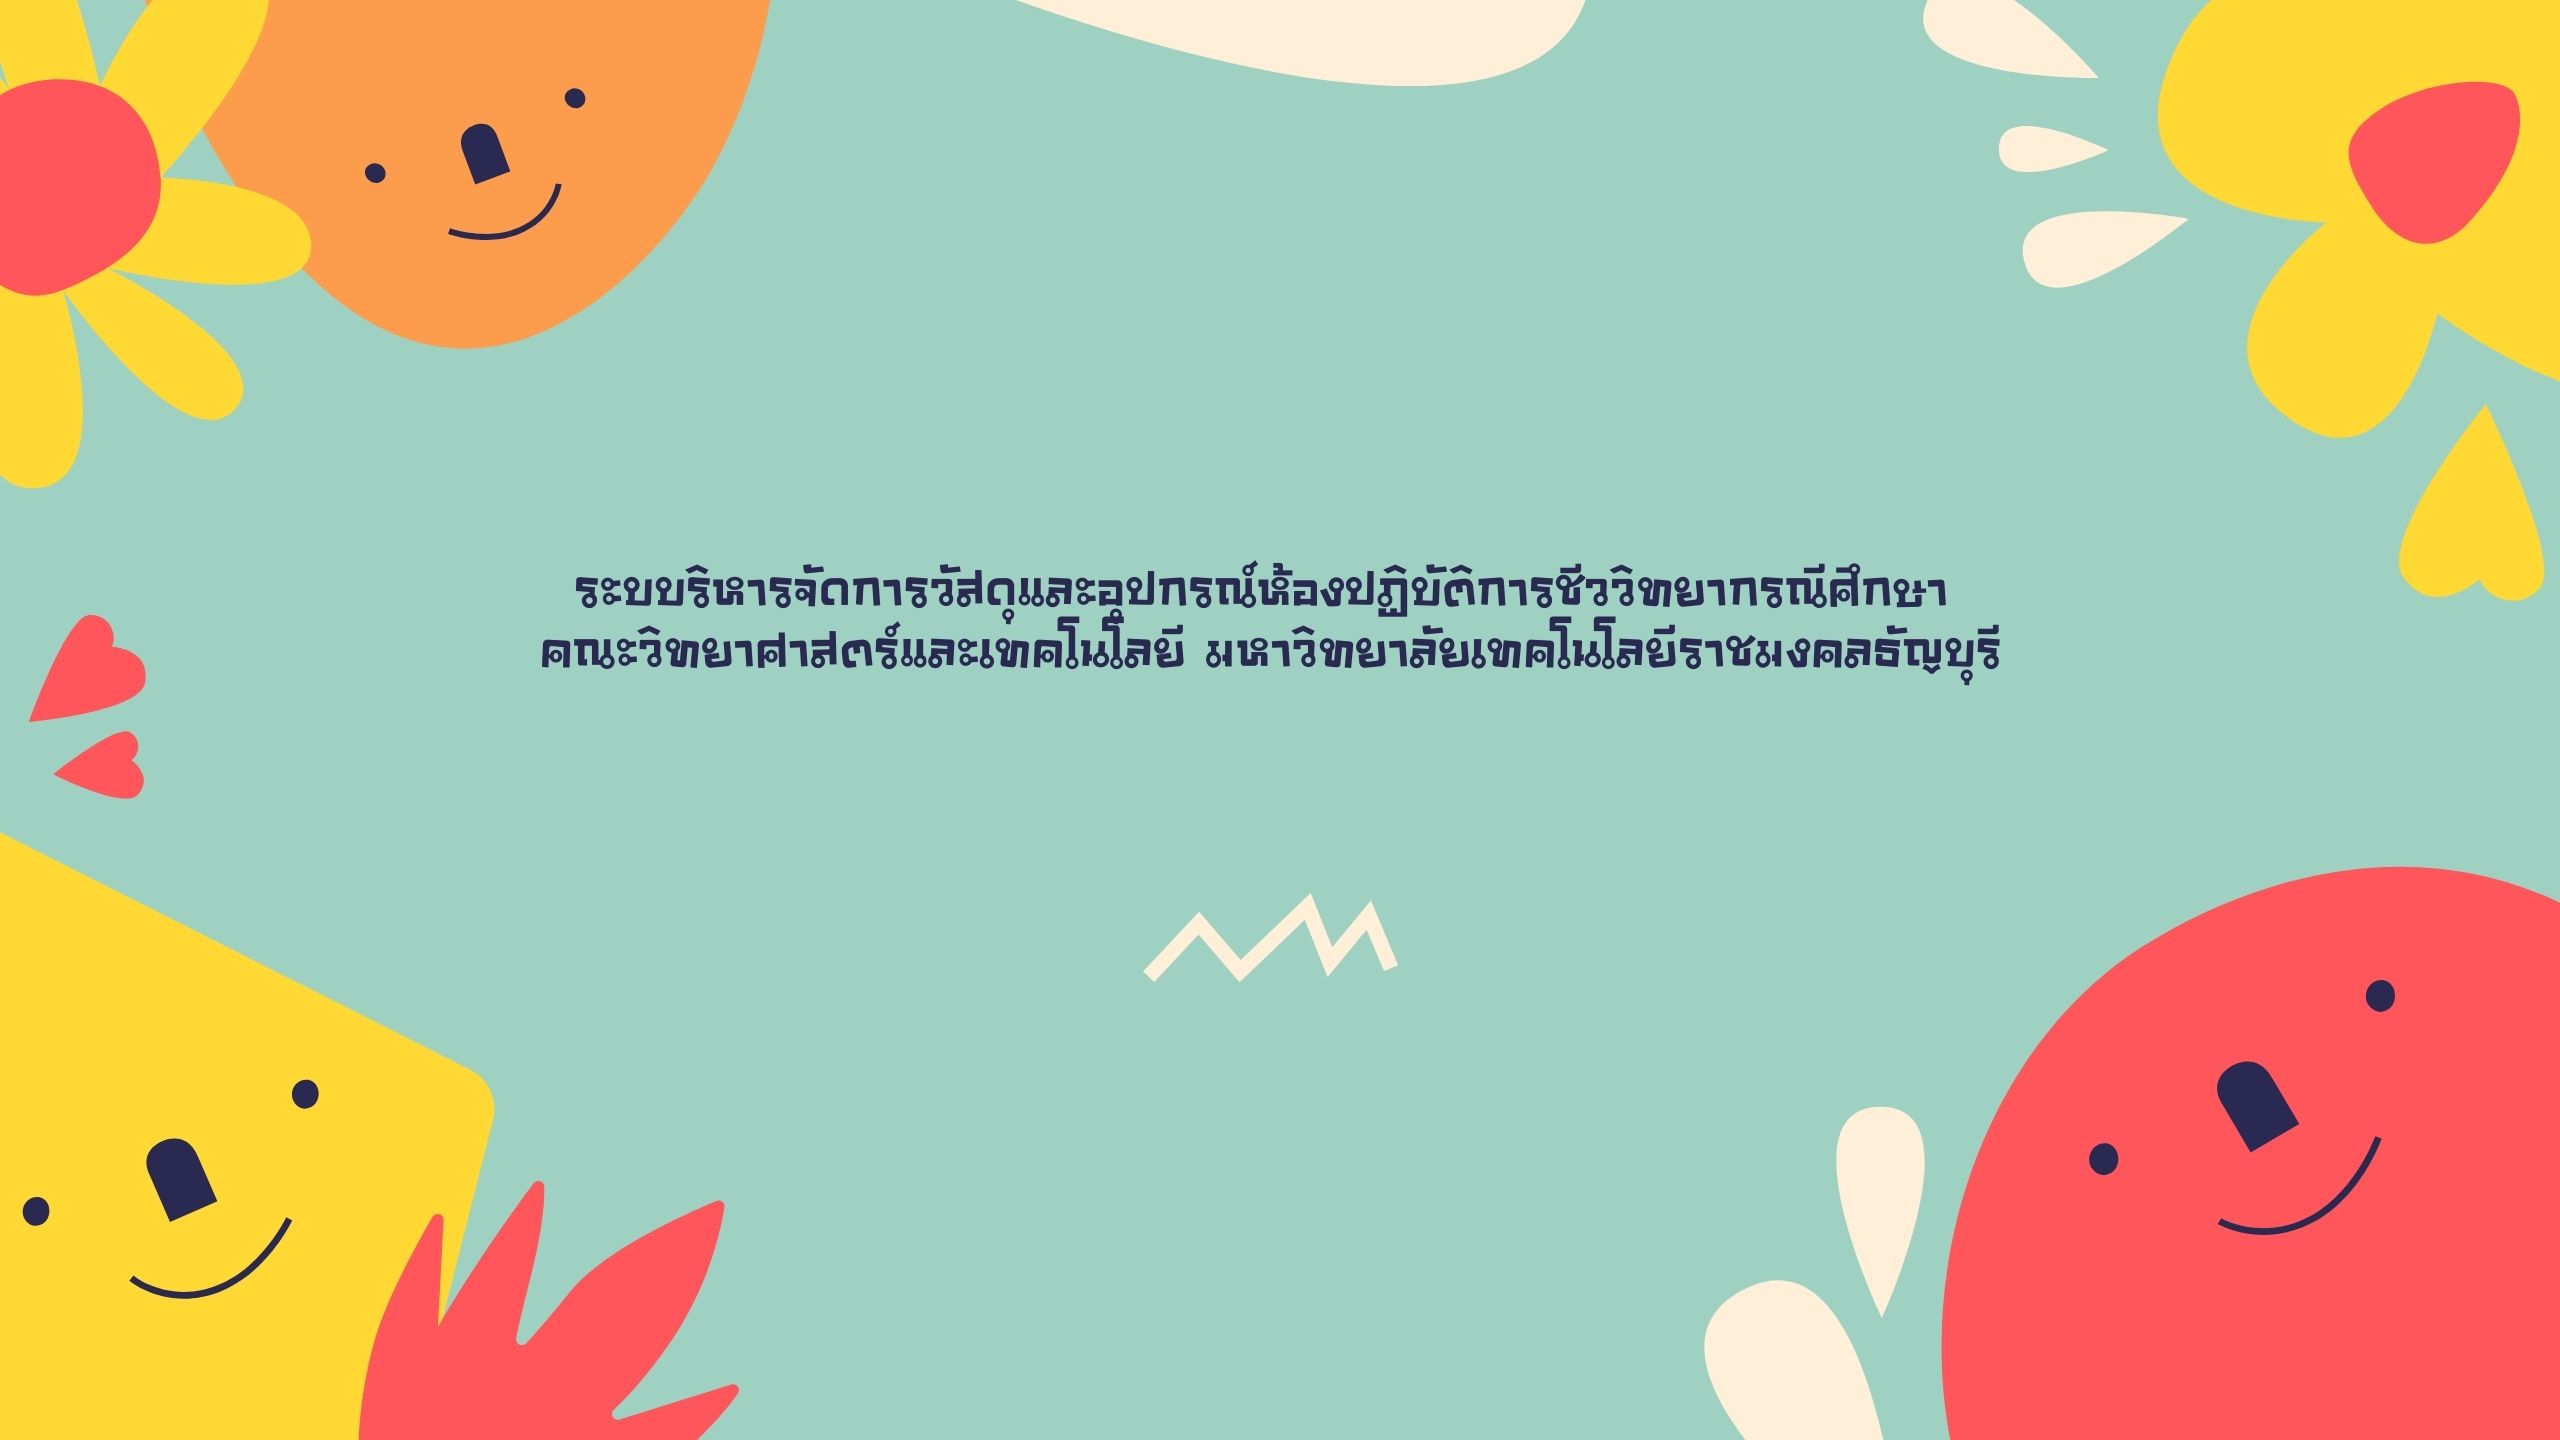 ระบบริหารจัดการวัสดุและอุปกรณ์ห้องปฏิบัติการชีววิทยากรณีศึกษา
คณะวิทยาศาสตร์และเทคโนโลยี มหาวิทยาลัยเทคโนโลยีราชมงคลธัญบุรี